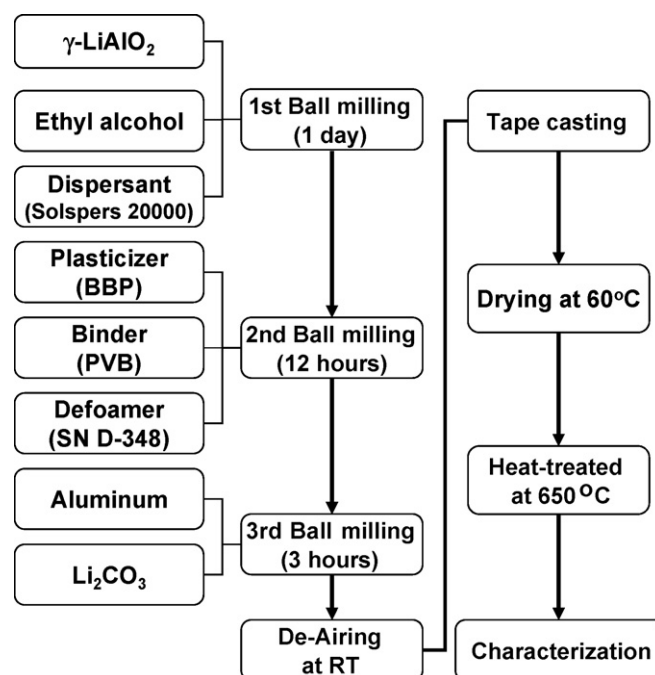 γ-LiAlO₂
Ethyl alcohol
Dispersant
(Solspers 20000)
1st Ball milling
(1 day)
Plasticizer
(BBP)
Binder
(PVB)
Defoamer
(SN D-348)
2nd Ball milling
(12 hours)
Aluminum
Li₂CO₃
3rd Ball milling
(3 hours)
De-Airing
at RT
Tape casting
Drying at 60°C
Heat-treated
at 650°C
Characterization